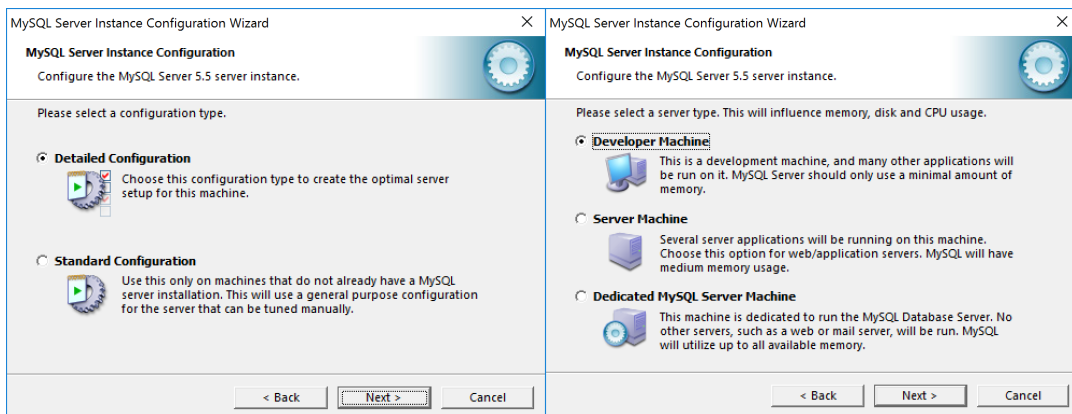 MySQL Server Instance Configuration Wizard
MySQL Server Instance Configuration
Configure the MySQL Server 5.5 server instance.
Please select a configuration type.
Detailed Configuration
Choose this configuration type to create the optimal server
setup for this machine.
Standard Configuration
Use this only on machines that do not already have a MySQL
server installation. This will use a general purpose configuration
for the server that can be tuned manually.
< Back
Next >
Cancel
MySQL Server Instance Configuration Wizard
MySQL Server Instance Configuration
Configure the MySQL Server 5.5 server instance.
Please select a server type. This will influence memory, disk and CPU usage.
Developer Machine
This is a development machine, and many other applications will
be run on it. MySQL Server should only use a minimal amount of
memory.
Server Machine
Several server applications will be running on this machine.
Choose this option for web/application servers. MySQL will have
medium memory usage.
Dedicated MySQL Server Machine
This machine is dedicated to run the MySQL Database Server. No
other servers, such as a web or mail server, will be run. MySQL
will utilize up to all available memory.
< Back
Next >
Cancel